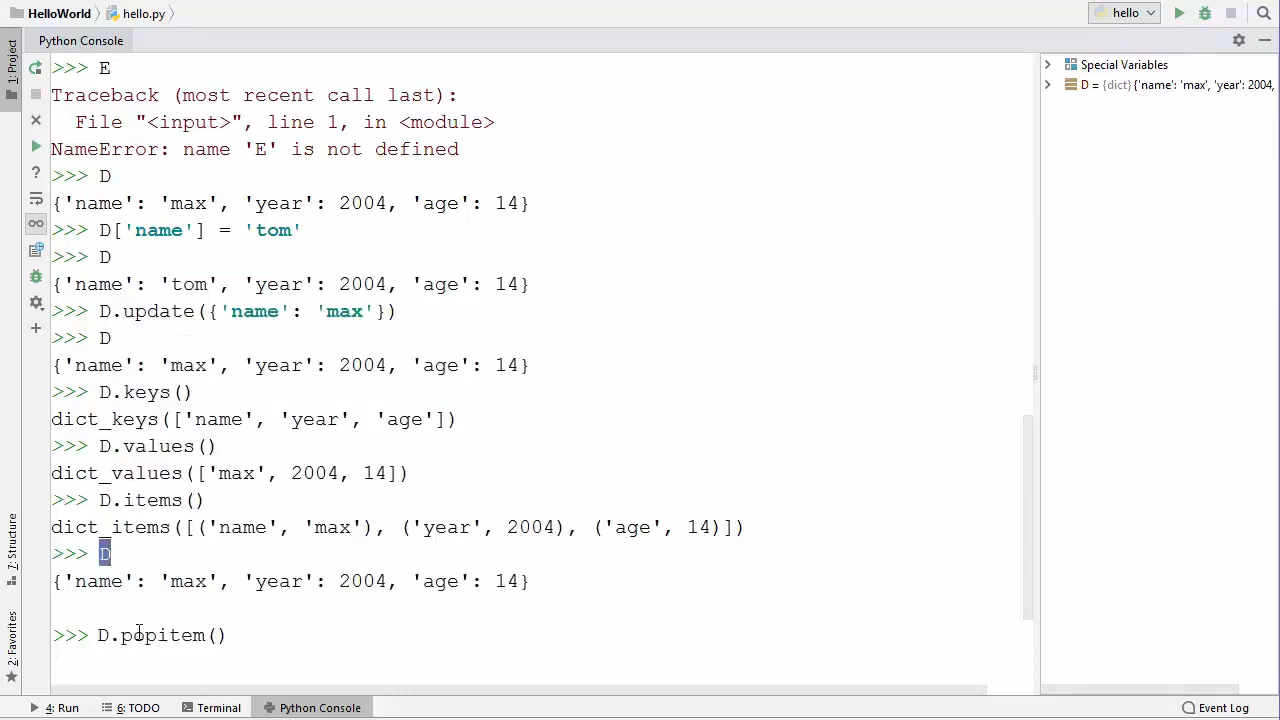 HelloWorld hello.py hello
Python Console
1: Project
>>> E
Traceback (most recent call last):
File "<input>", line 1, in <module>
NameError: name 'E' is not defined
>>> D
{'name': 'max', 'year': 2004, 'age': 14}
>>> D['name'] = 'tom'
>>> D
{'name': 'tom', 'year': 2004, 'age': 14}
>>> D.update({'name': 'max'})
>>> D
{'name': 'max', 'year': 2004, 'age': 14}
>>> D.keys()
dict_keys(['name', 'year', 'age'])
>>> D.values()
dict_values(['max', 2004, 14])
>>> D.items()
dict_items([('name', 'max'), ('year', 2004), ('age', 14)])
>>> D
{'name': 'max', 'year': 2004, 'age': 14}
>>> D.popitem()
Special Variables
D = {dict} {'name': 'max', 'year': 2004,
7: Structure
2: Favorites
4: Run 6: TODO Terminal Python Console Event Log